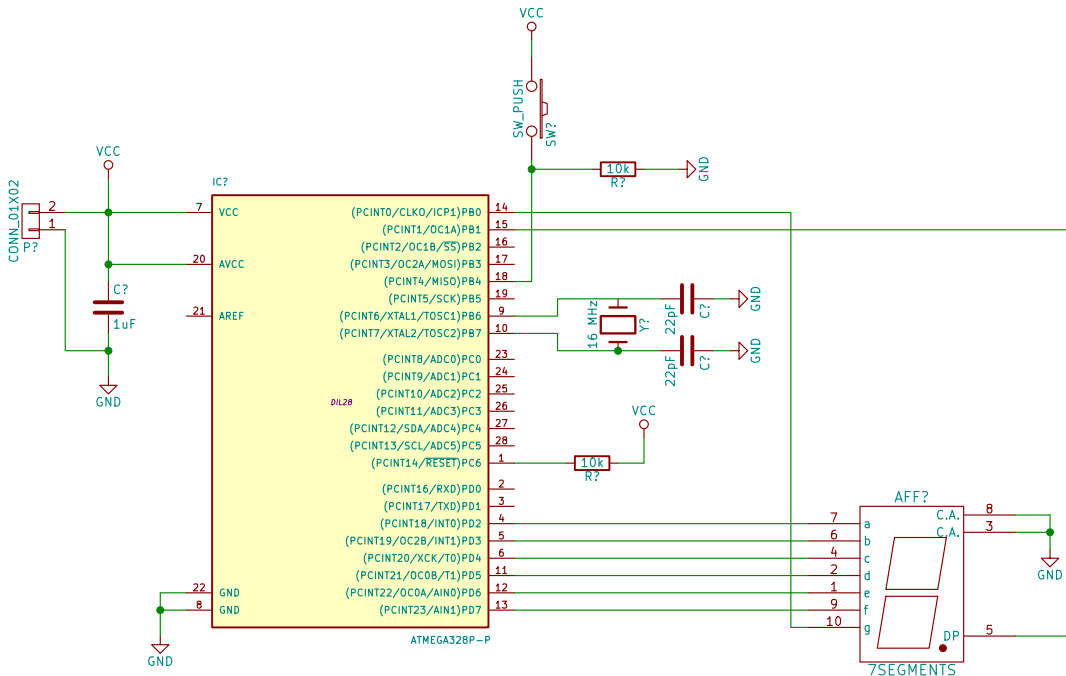 VCC
SW_PUSH
SW?
10k
R?
GND
VCC
CONN_01X02
P?
2
1
C?
1uF
GND
IC?
7 VCC
20 AVCC
21 AREF
22 GND
8 GND
GND
DIL28
(PCINT0/CLKO/ICP1)PB0 14
(PCINT1/OC1A)PB1 15
(PCINT2/OC1B/SS)PB2 16
(PCINT3/OC2A/MOSI)PB3 17
(PCINT4/MISO)PB4 18
(PCINT5/SCK)PB5 19
(PCINT6/XTAL1/TOSC1)PB6 9
(PCINT7/XTAL2/TOSC2)PB7 10
(PCINT8/ADC0)PC0 23
(PCINT9/ADC1)PC1 24
(PCINT10/ADC2)PC2 25
(PCINT11/ADC3)PC3 26
(PCINT12/SDA/ADC4)PC4 27
(PCINT13/SCL/ADC5)PC5 28
(PCINT14/RESET)PC6 1
(PCINT16/RXD)PD0 2
(PCINT17/TXD)PD1 3
(PCINT18/INT0)PD2 4
(PCINT19/OC2B/INT1)PD3 5
(PCINT20/XCK/T0)PD4 6
(PCINT21/OC0B/T1)PD5 11
(PCINT22/OC0A/AIN0)PD6 12
(PCINT23/AIN1)PD7 13
ATMEGA328P-P
16 MHz
Y?
22pF
C?
GND
22pF
C?
GND
VCC
10k
R?
AFF?
7 a
6 b
4 c
2 d
1 e
9 f
10 g
C.A. 8
C.A. 3
DP 5
GND
7SEGMENTS